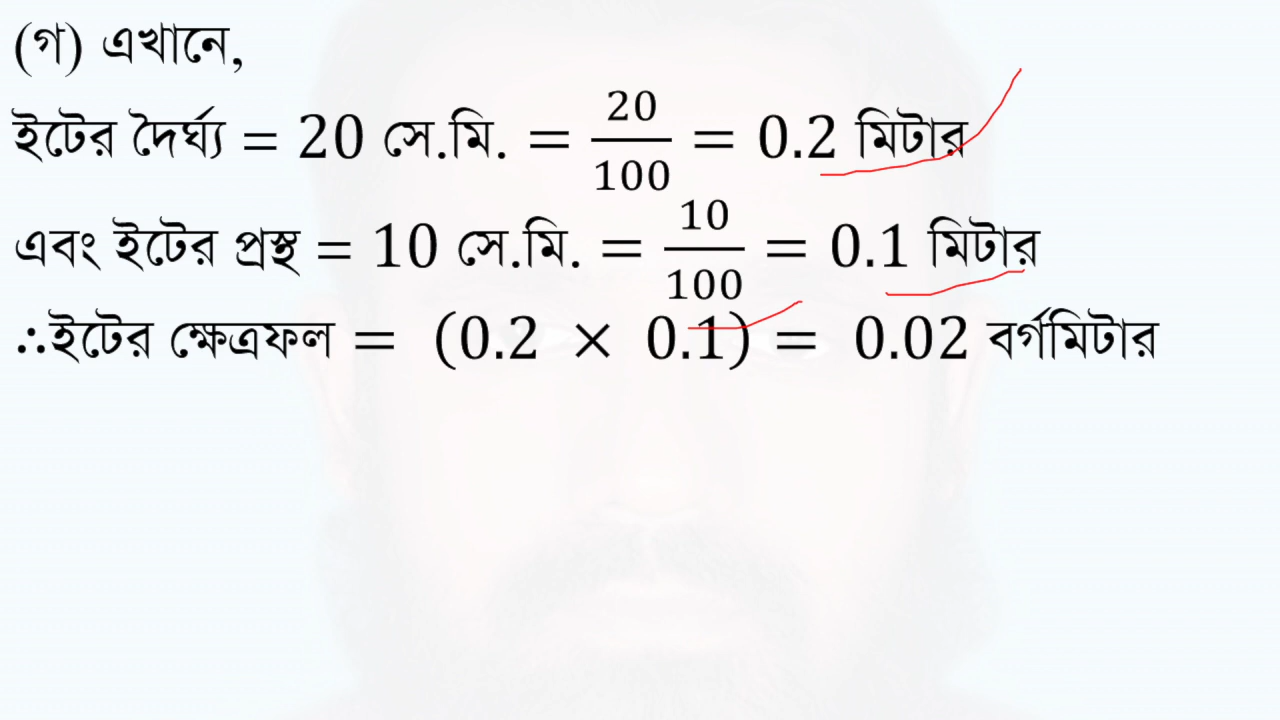 (গ) এখানে,
ইটের দৈর্ঘ্য = 20 সে.মি. = 20/100 = 0.2 মিটার
এবং ইটের প্রস্থ = 10 সে.মি. = 10/100 = 0.1 মিটার
∴ইটের ক্ষেত্রফল = (0.2 × 0.1) = 0.02 বর্গমিটার